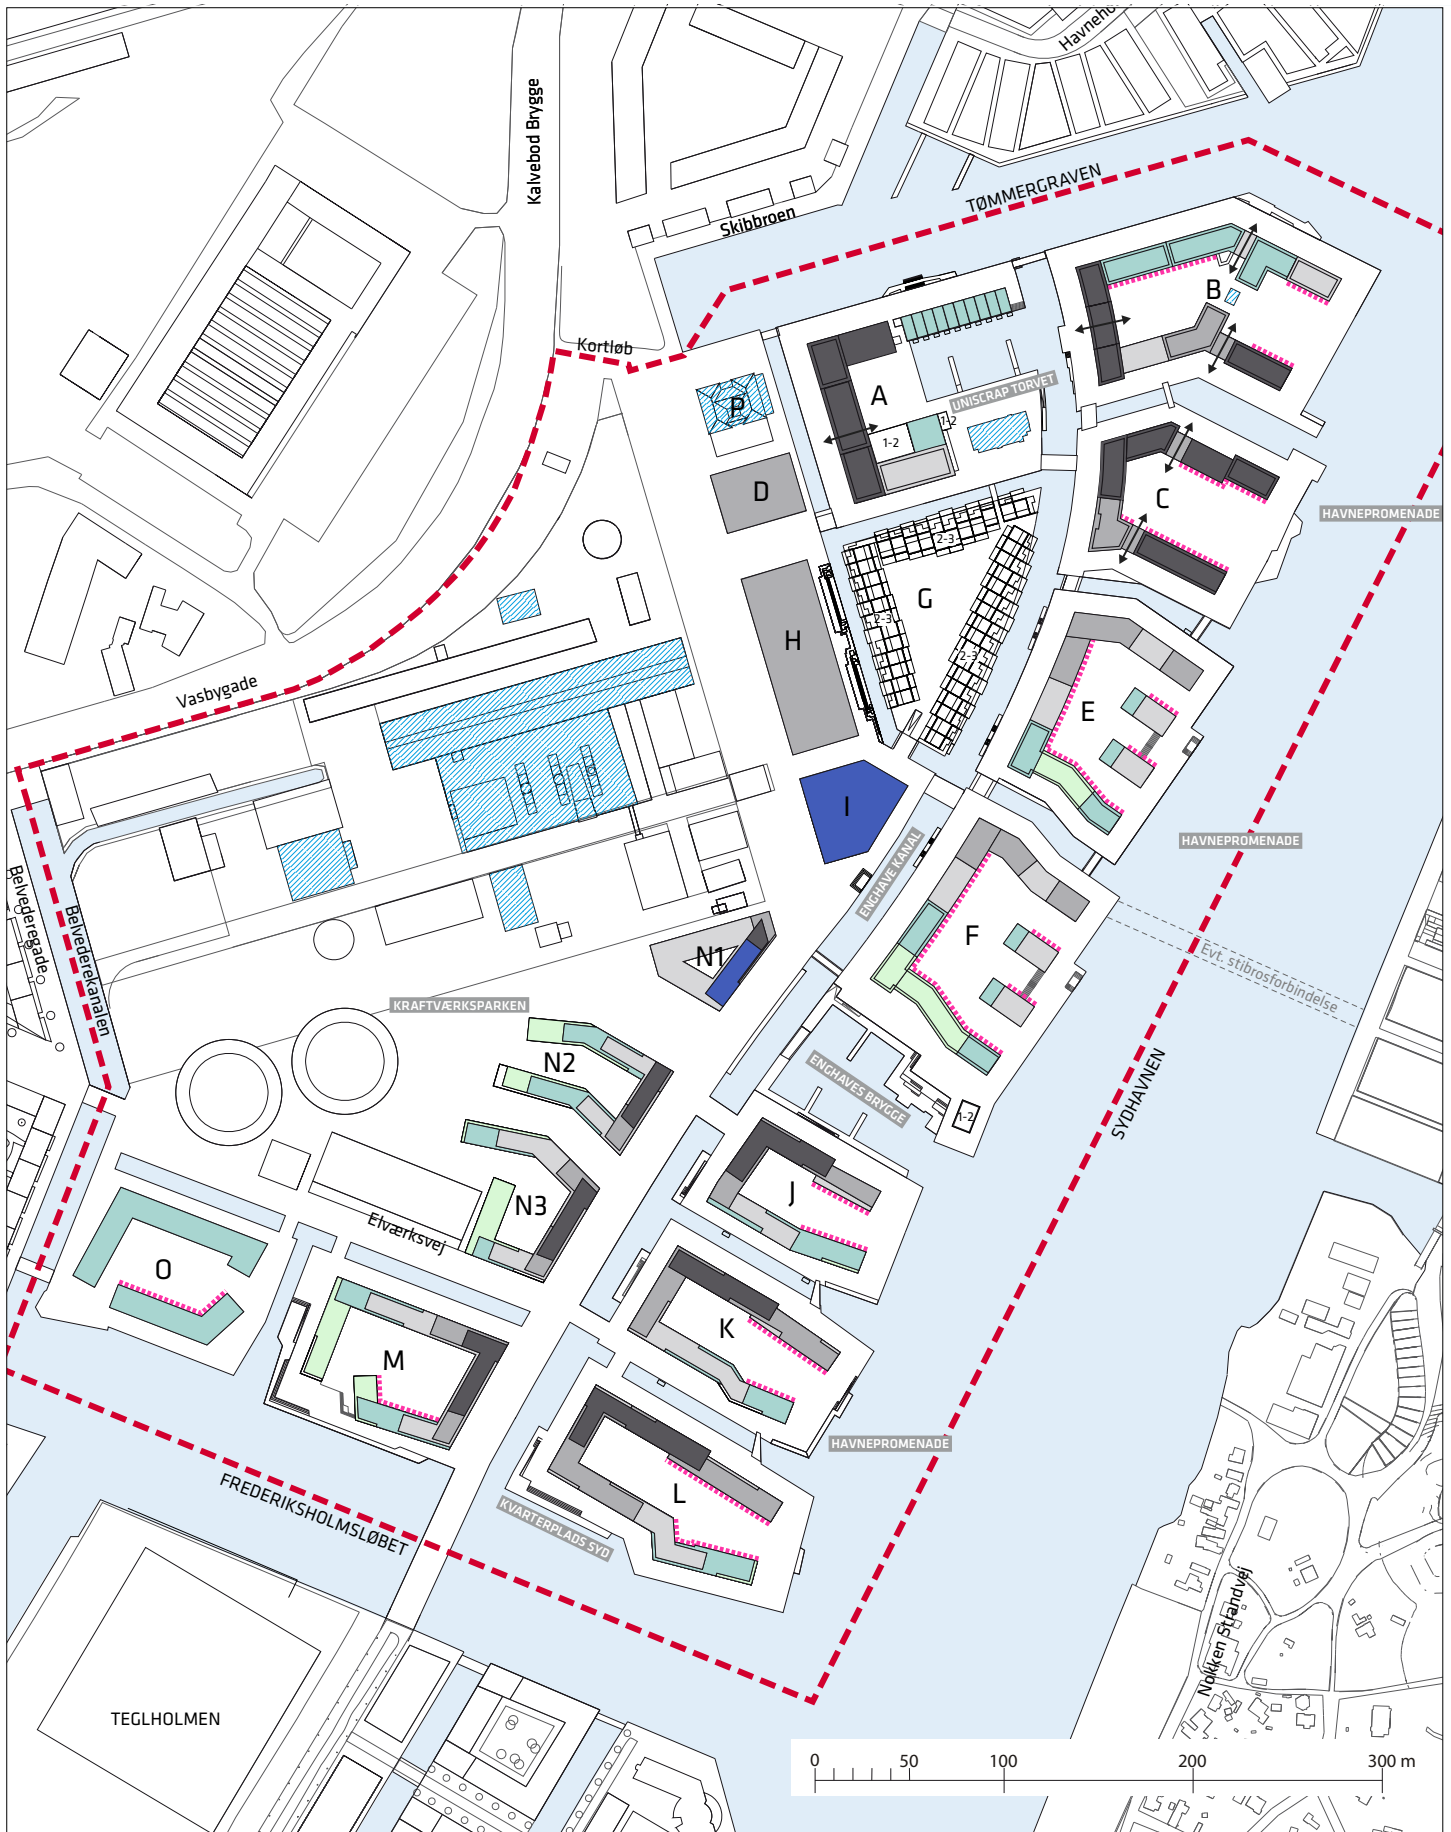 Havneho
Kalvebod Brygge
Skibbroen
TØMMERGRAVEN
Kortløb
B
A
UNISCRAP TORVET
P
1-2
1-2
D
C
HAVNEPROMENADE
2-3
G
2-3
H
2-3
E
Vasbygade
I
HAVNEPROMENADE
ENGHAVE KANAL
Belvederegade
Belvederekanalen
F
N1
Evt. stibrosforbindelse
KRAFTVÆRKSPARKEN
N2
ENGHAVES BRYGGE
1-2
SYDHAVNEN
J
N3
Elværksvej
O
K
M
HAVNEPROMENADE
L
KVARTERPLADS SYD
FREDERIKSHOLMSLØBET
Nokken Strandvej
TEGLHOLMEN
0 50 100 200 300 m